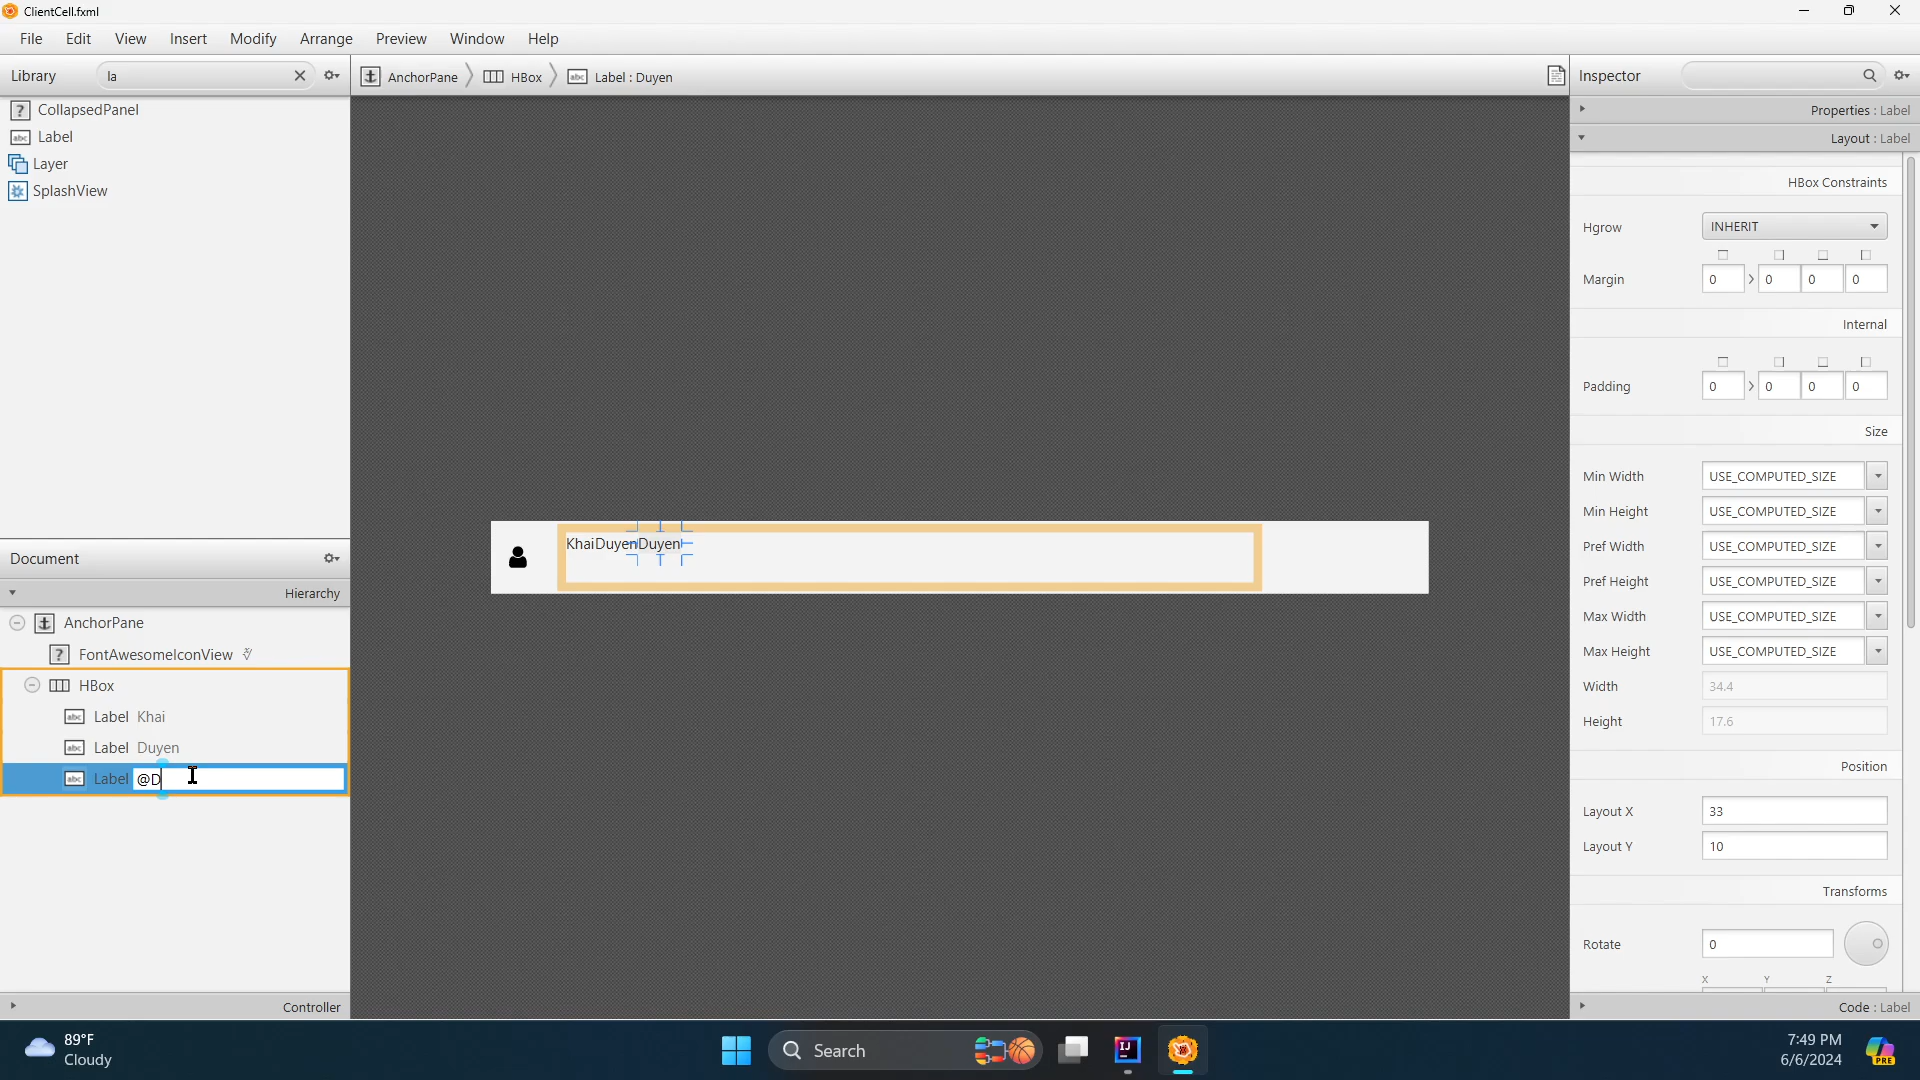 ClientCell.fxml
File Edit View Insert Modify Arrange Preview Window Help
Library la
AnchorPane HBox Label : Duyen
Inspector
CollapsedPanel
Label
Layer
SplashView
Properties : Label
Layout : Label
HBox Constraints
Hgrow INHERIT
Margin 0 > 0 0 0
Internal
Padding 0 > 0 0 0
Size
Min Width USE_COMPUTED_SIZE
Min Height USE_COMPUTED_SIZE
Pref Width USE_COMPUTED_SIZE
Pref Height USE_COMPUTED_SIZE
Max Width USE_COMPUTED_SIZE
Max Height USE_COMPUTED_SIZE
Width 34.4
Height 17.6
Position
Layout X 33
Layout Y 10
Transforms
Rotate 0
X Y Z
Code : Label
KhaiDuyenDuyen
Document
Hierarchy
AnchorPane
FontAwesomeIconView
HBox
Label Khai
Label Duyen
Label @D
Controller
89°F
Cloudy
Search
7:49 PM
6/6/2024
PRE